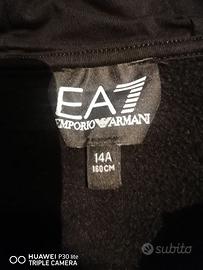 EA7
EMPORIO ARMANI
14A
160CM
HUAWEI P30 lite
TRIPLE CAMERA
subito